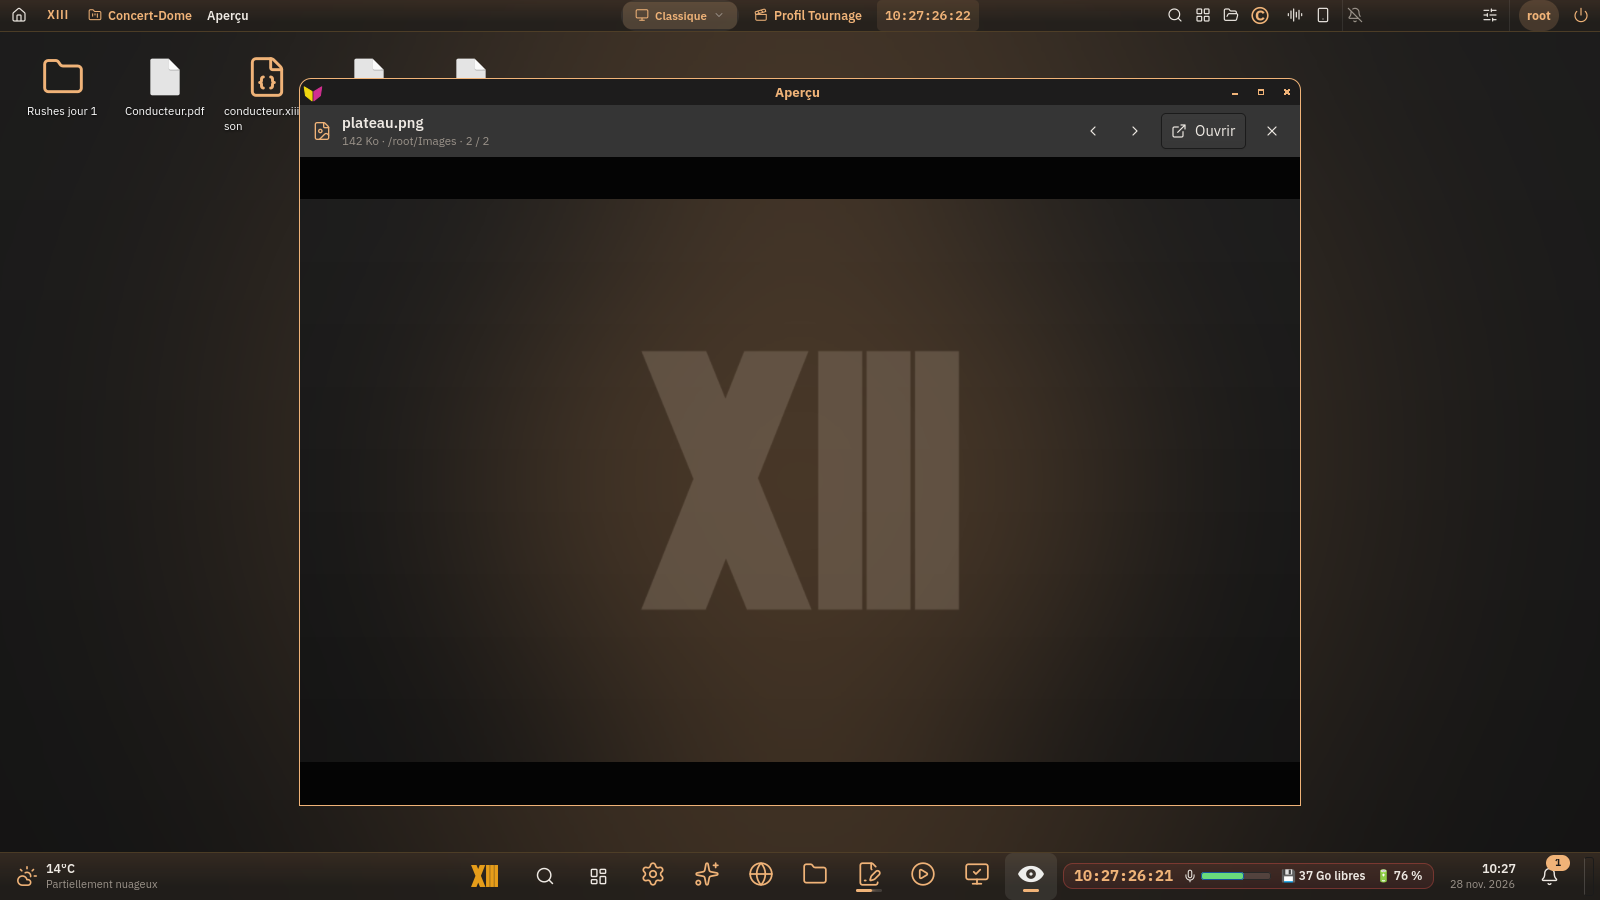 XIII
Concert-Dome
Aperçu
Classique
Profil Tournage
10:27:26:22
root
Rushes jour 1
Conducteur.pdf
conducteur.xiii
son
Aperçu
plateau.png
142 Ko · /root/Images · 2 / 2
Ouvrir
XIII
14°C
Partiellement nuageux
XIII
10:27:26:21
37 Go libres
76 %
10:27
28 nov. 2026
1